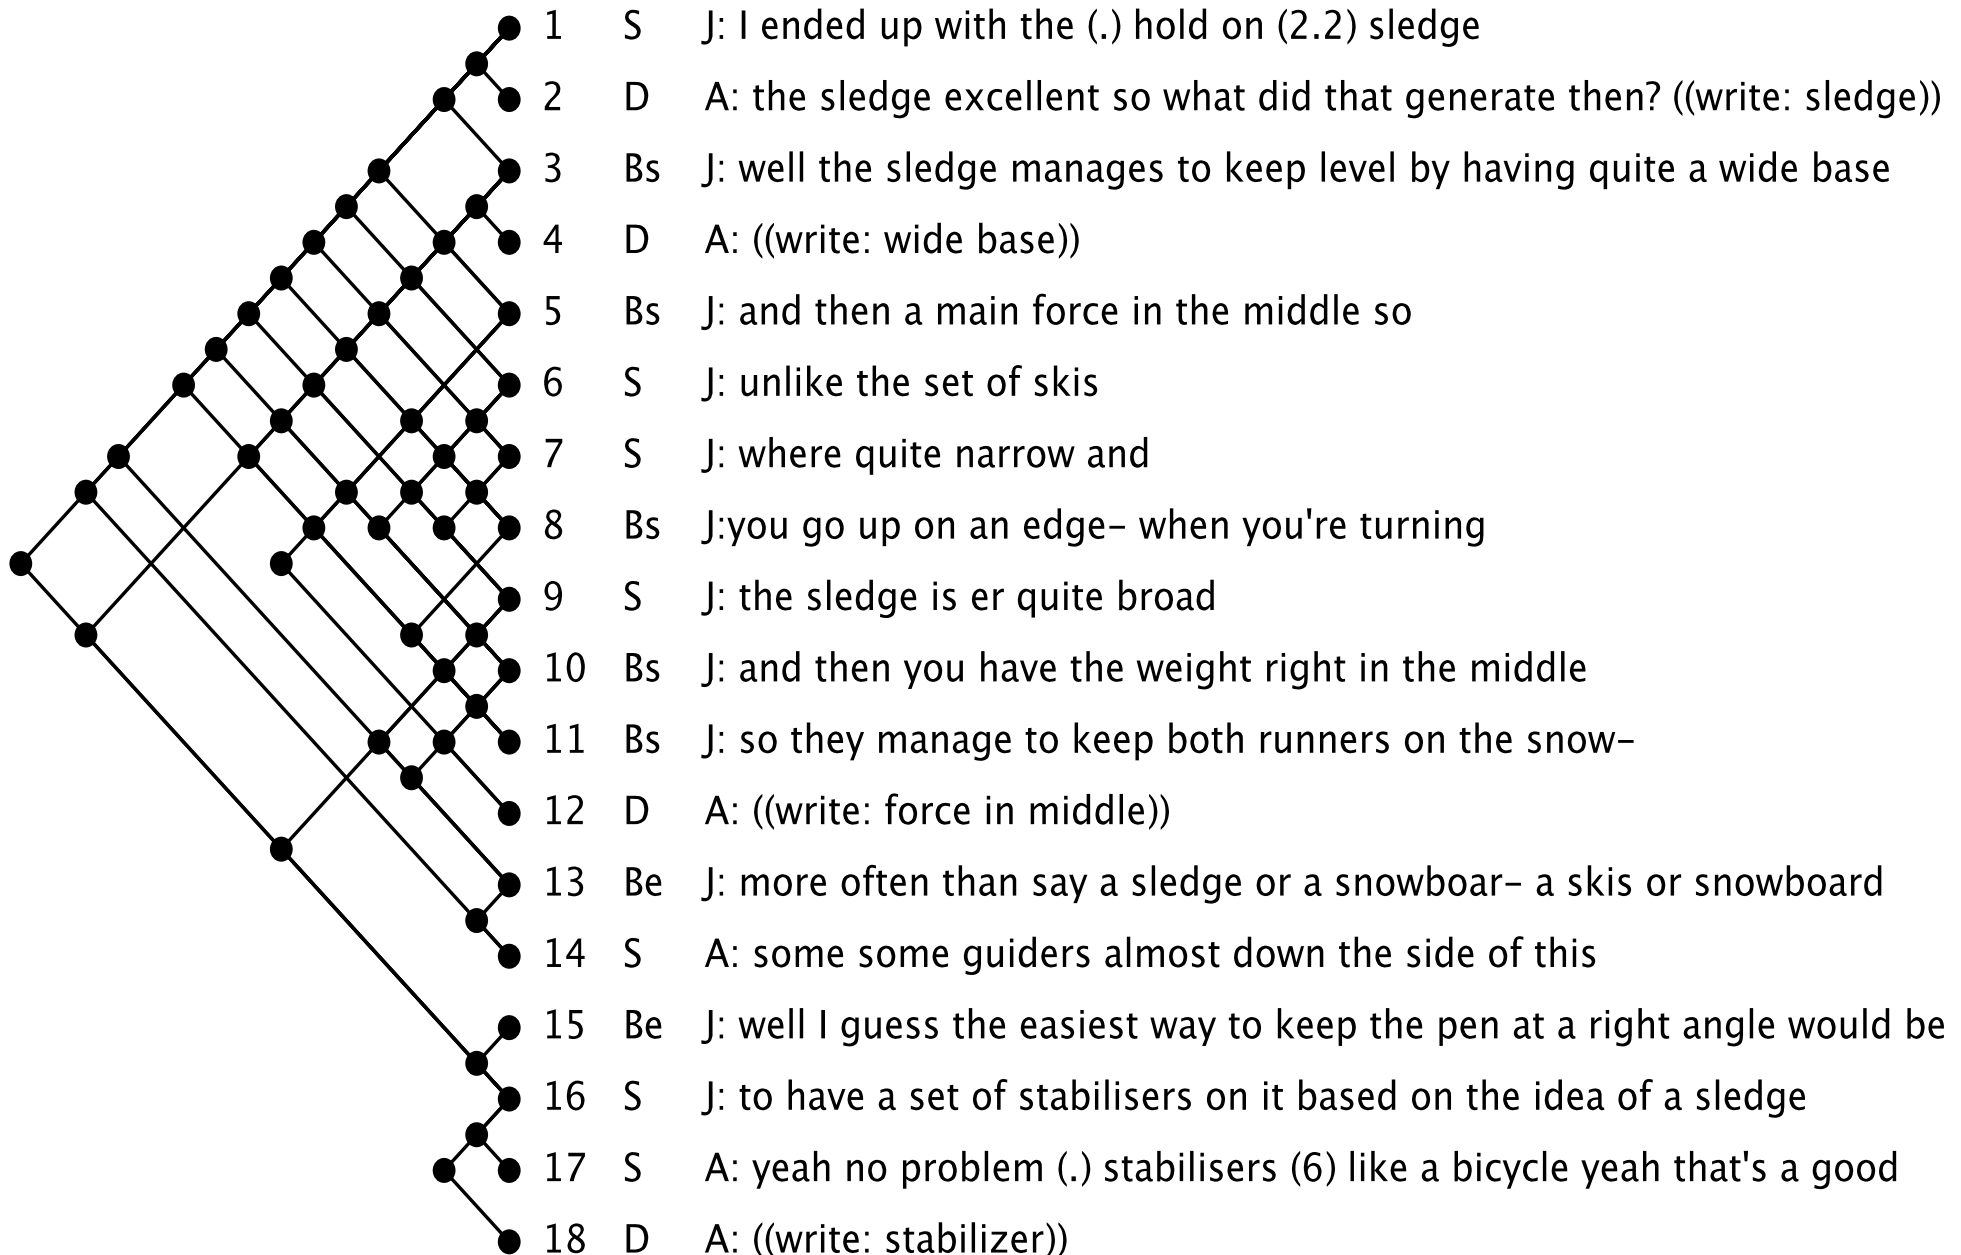 1 S J: I ended up with the (.) hold on (2.2) sledge
2 D A: the sledge excellent so what did that generate then? ((write: sledge))
3 Bs J: well the sledge manages to keep level by having quite a wide base
4 D A: ((write: wide base))
5 Bs J: and then a main force in the middle so
6 S J: unlike the set of skis
7 S J: where quite narrow and
8 Bs J:you go up on an edge– when you're turning
9 S J: the sledge is er quite broad
10 Bs J: and then you have the weight right in the middle
11 Bs J: so they manage to keep both runners on the snow–
12 D A: ((write: force in middle))
13 Be J: more often than say a sledge or a snowboar– a skis or snowboard
14 S A: some some guiders almost down the side of this
15 Be J: well I guess the easiest way to keep the pen at a right angle would be
16 S J: to have a set of stabilisers on it based on the idea of a sledge
17 S A: yeah no problem (.) stabilisers (6) like a bicycle yeah that's a good
18 D A: ((write: stabilizer))